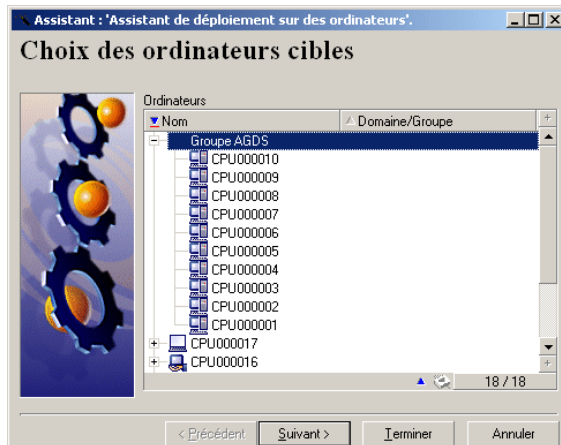 Assistant : 'Assistant de déploiement sur des ordinateurs'.
Choix des ordinateurs cibles
Ordinateurs
Nom Domaine/Groupe
Groupe AGDS
CPU000010
CPU000009
CPU000008
CPU000007
CPU000006
CPU000005
CPU000004
CPU000003
CPU000002
CPU000001
CPU000017
CPU000016
18 / 18
< Précédent Suivant > Terminer Annuler